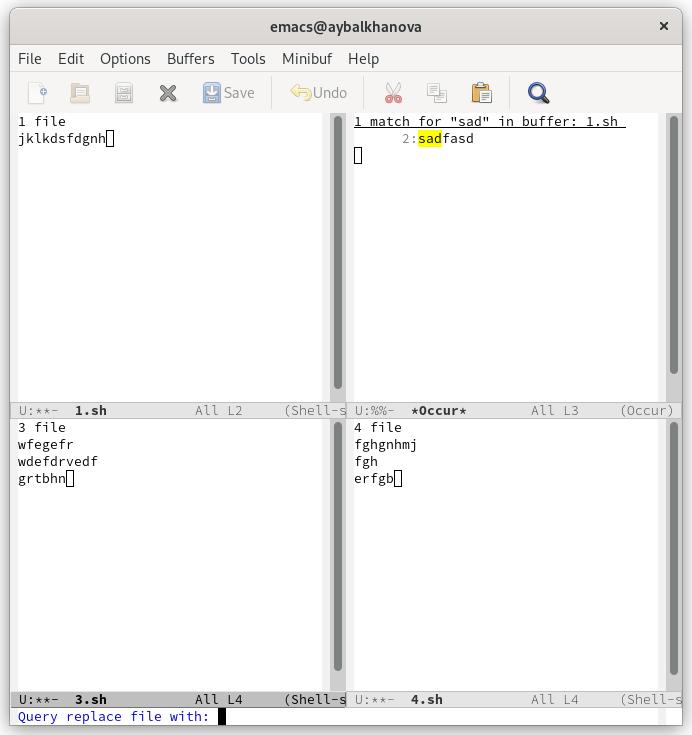 emacs@aybalkhanova ×
File Edit Options Buffers Tools Minibuf Help
Save Undo
1 file
jklkdsfdgnh
U:**- 1.sh All L2 (Shell-s
1 match for "sad" in buffer: 1.sh
2:sadfasd
U:%%- *Occur* All L3 (Occur)
3 file
wfegefr
wdefdrvedf
grtbhn
U:**- 3.sh All L4 (Shell-s
4 file
fghgnhmj
fgh
erfgb
U:**- 4.sh All L4 (Shell-s
Query replace file with: